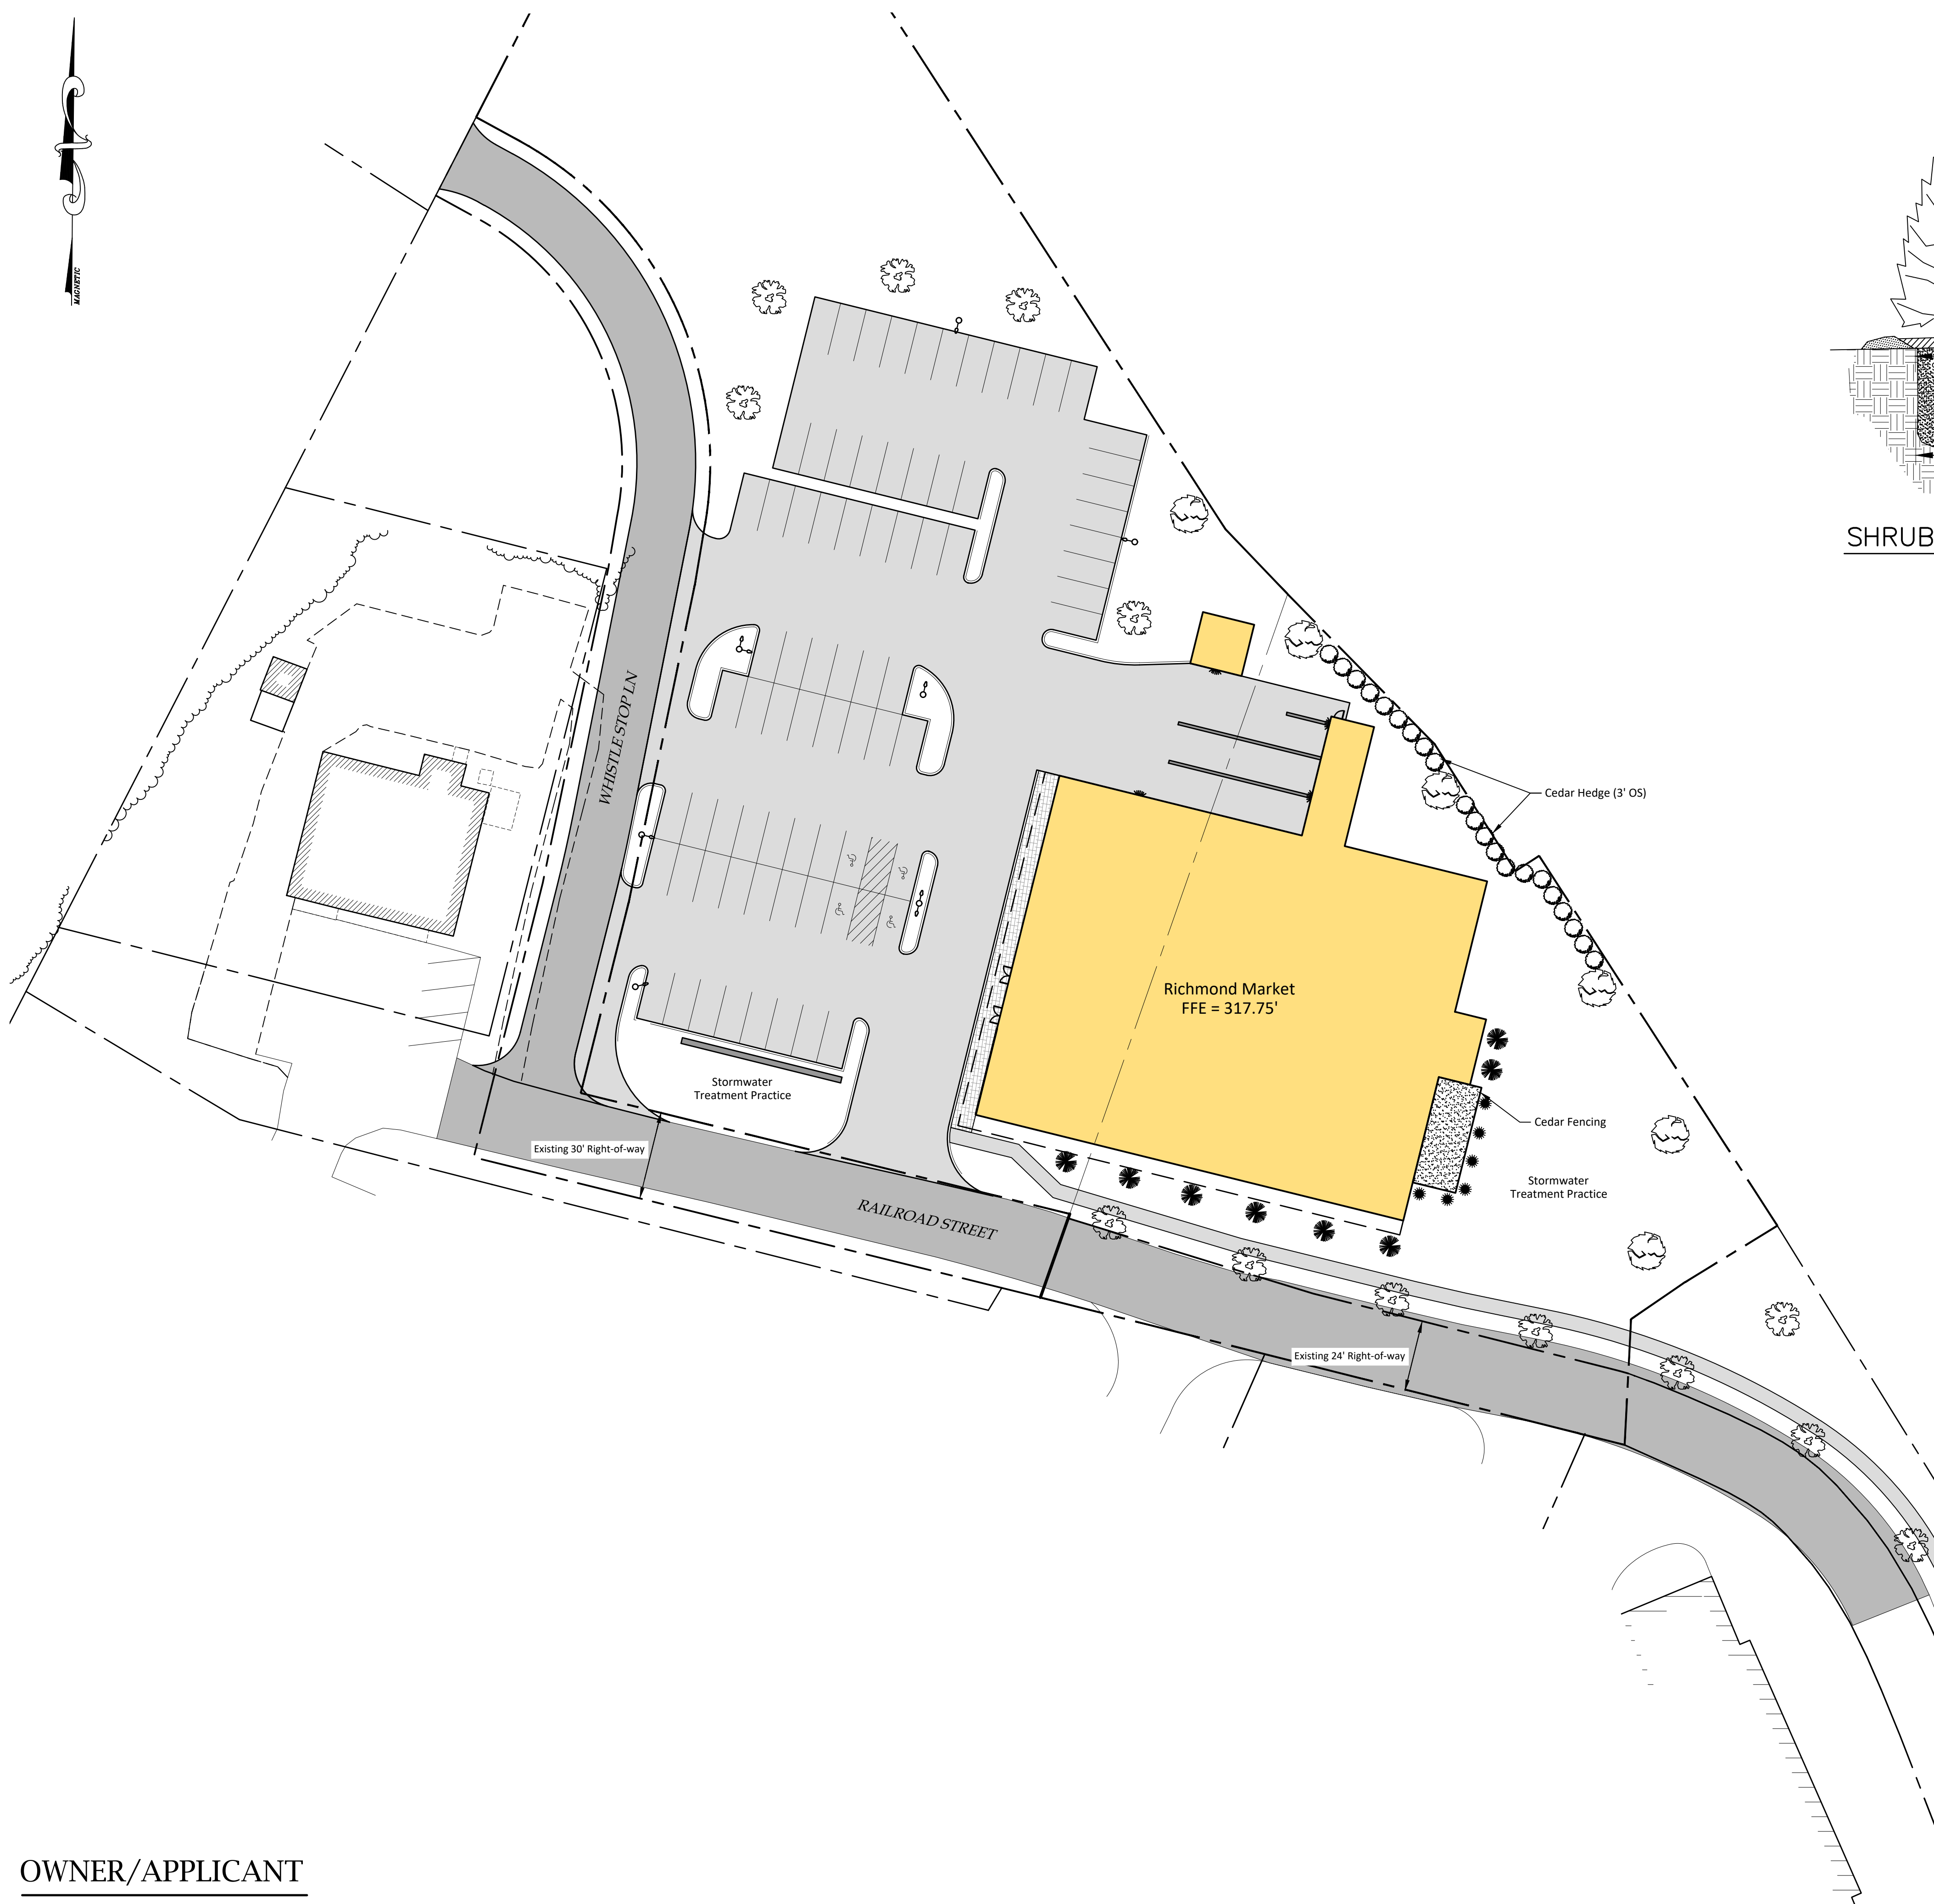 MAGNETIC
SHRUB
WHISTLE STOP LN
Cedar Hedge (3' OS)
Richmond Market
FFE = 317.75'
Stormwater
Treatment Practice
Cedar Fencing
Existing 30' Right-of-way
Stormwater
Treatment Practice
RAILROAD STREET
Existing 24' Right-of-way
OWNER/APPLICANT